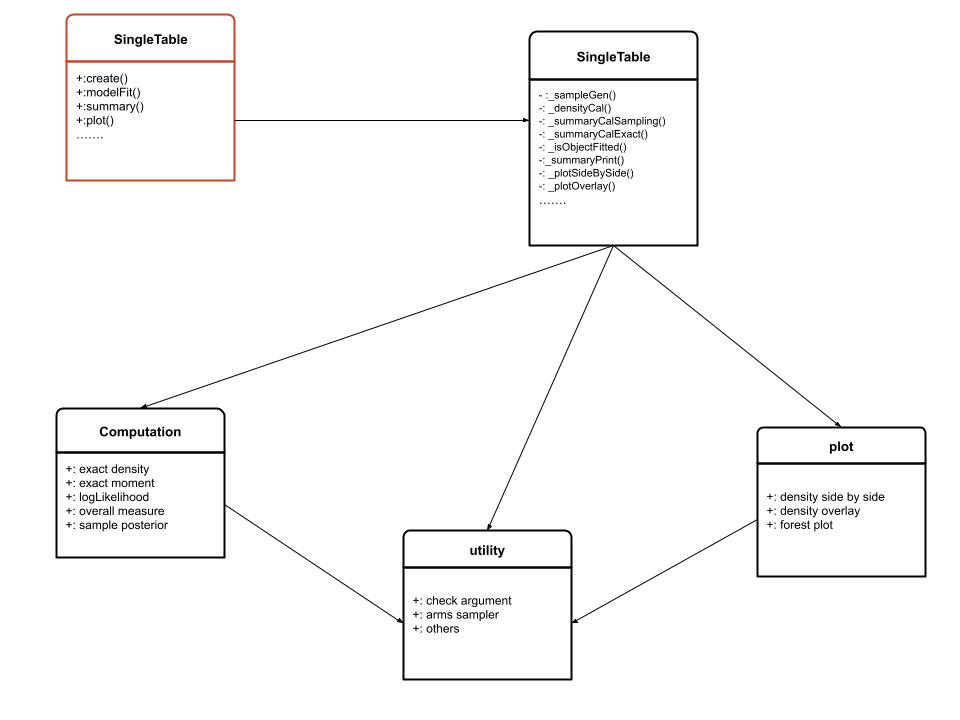 SingleTable
+:create()
+:modelFit()
+:summary()
+:plot()
.......
SingleTable
- :_sampleGen()
-: _densityCal()
-: _summaryCalSampling()
-: _summaryCalExact()
-: _isObjectFitted()
-:_summaryPrint()
-: _plotSideBySide()
-: _plotOverlay()
.......
Computation
+: exact density
+: exact moment
+: logLikelihood
+: overall measure
+: sample posterior
utility
+: check argument
+: arms sampler
+: others
plot
+: density side by side
+: density overlay
+: forest plot